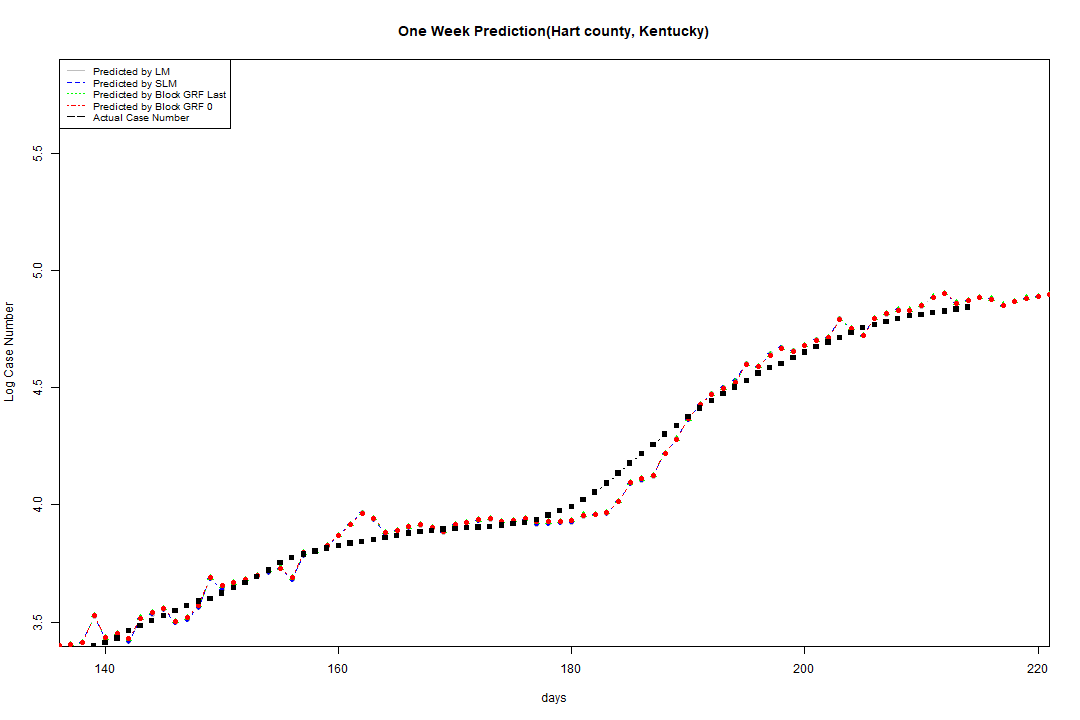 One Week Prediction(Hart county, Kentucky)
Predicted by LM
Predicted by SLM
Predicted by Block GRF Last
Predicted by Block GRF 0
Actual Case Number
5.5
5.0
4.5
4.0
3.5
Log Case Number
140 160 180 200 220
days